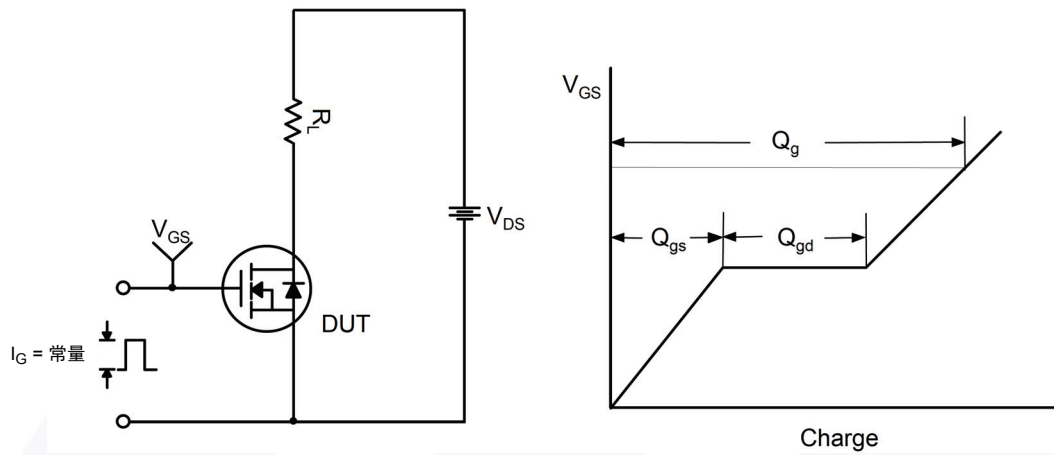 R_L
V_DS
V_GS
DUT
I_G = 常量
V_GS
Q_g
Q_gs
Q_gd
Charge